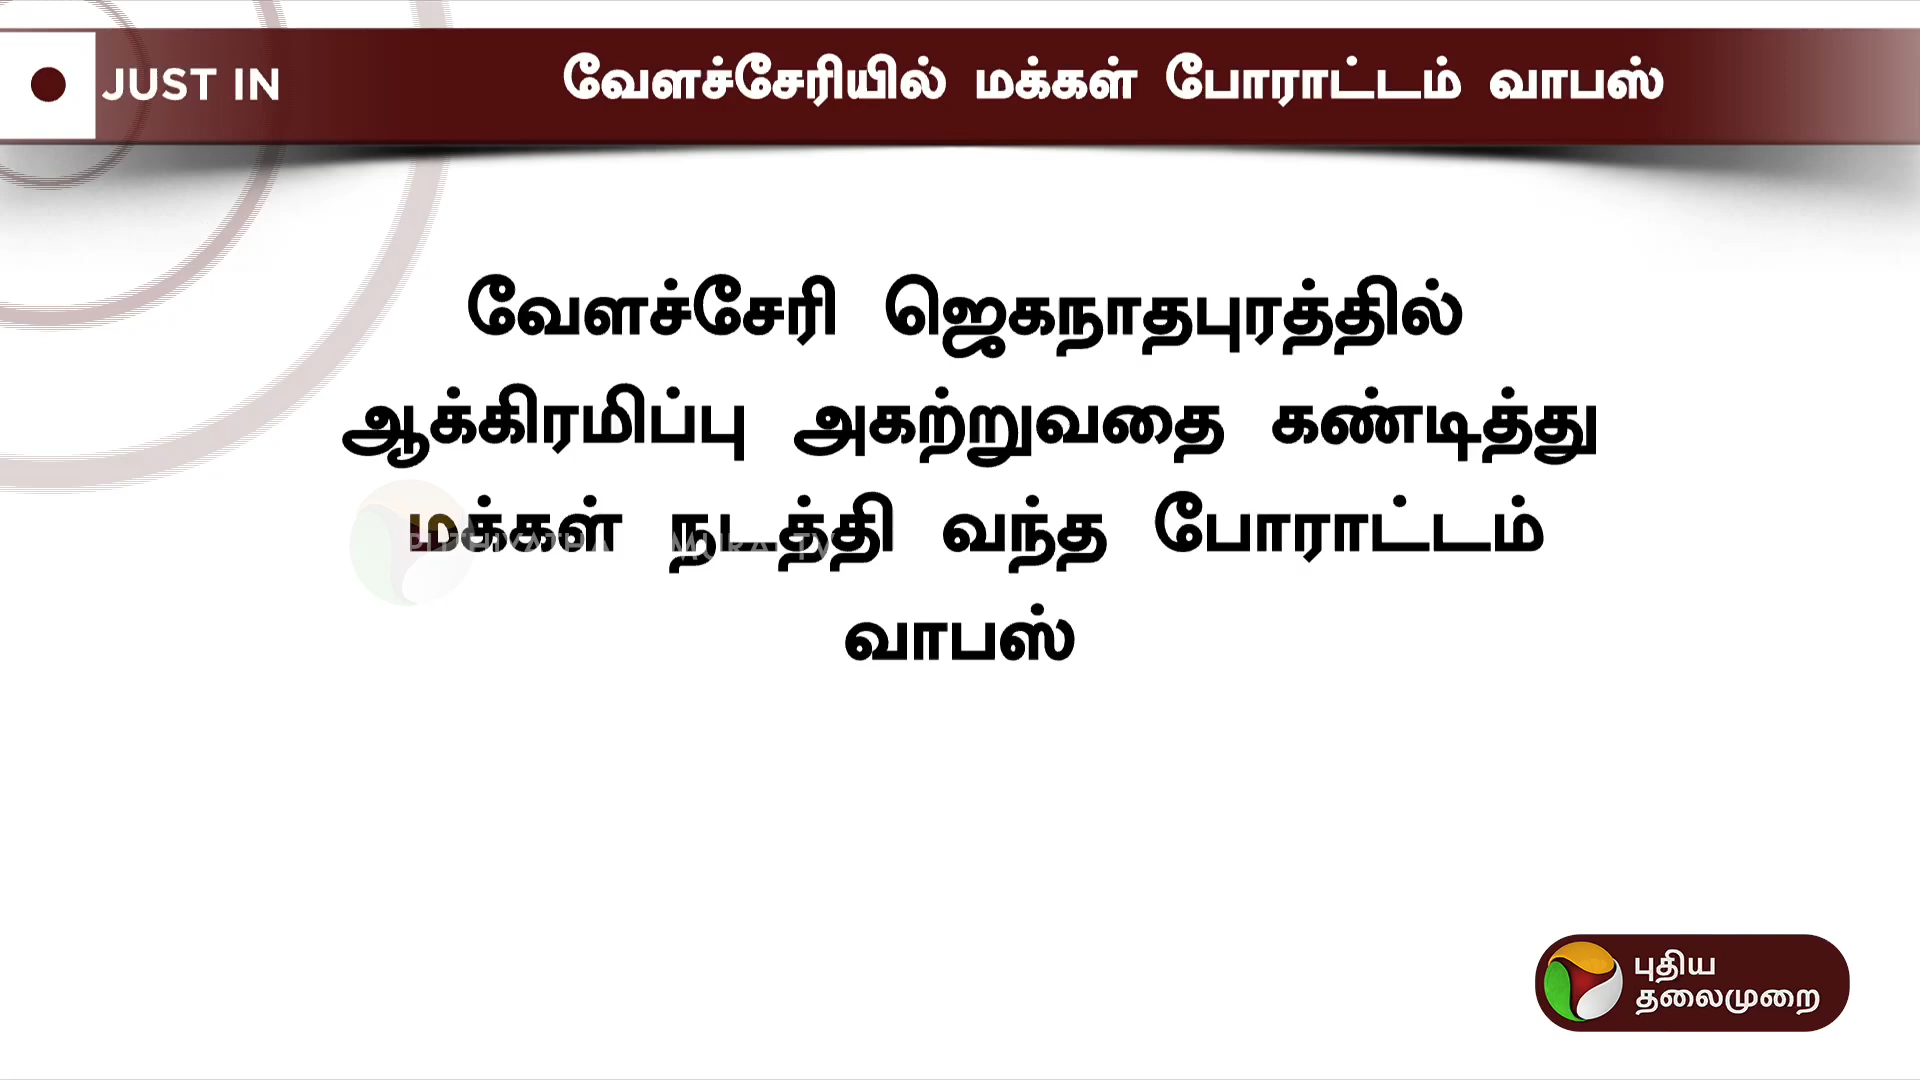 JUST IN
வேளச்சேரியில் மக்கள் போராட்டம் வாபஸ்
வேளச்சேரி ஜெகநாதபுரத்தில்
ஆக்கிரமிப்பு அகற்றுவதை கண்டித்து
மக்கள் நடத்தி வந்த போராட்டம்
வாபஸ்
புதிய
தலைமுறை